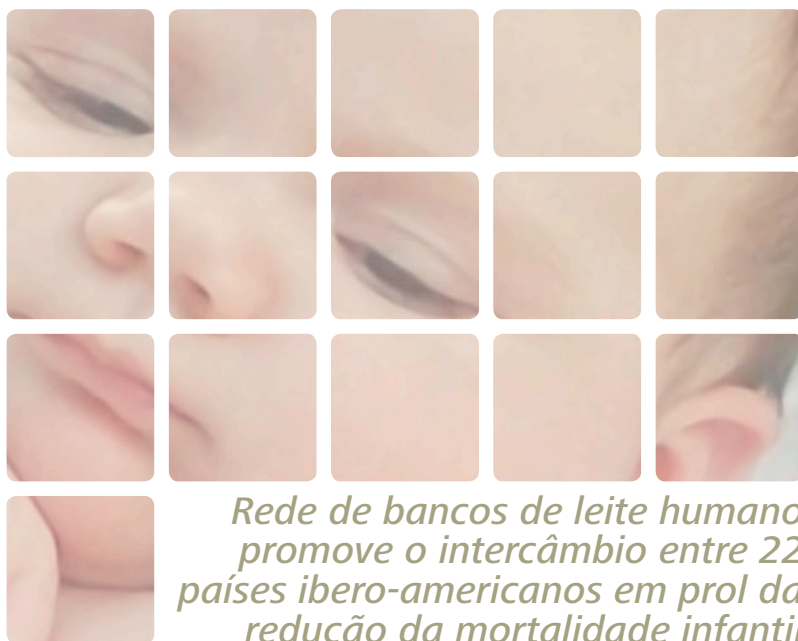 Rede de bancos de leite humano
promove o intercâmbio entre 22
países ibero-americanos em prol da
redução da mortalidade infantil